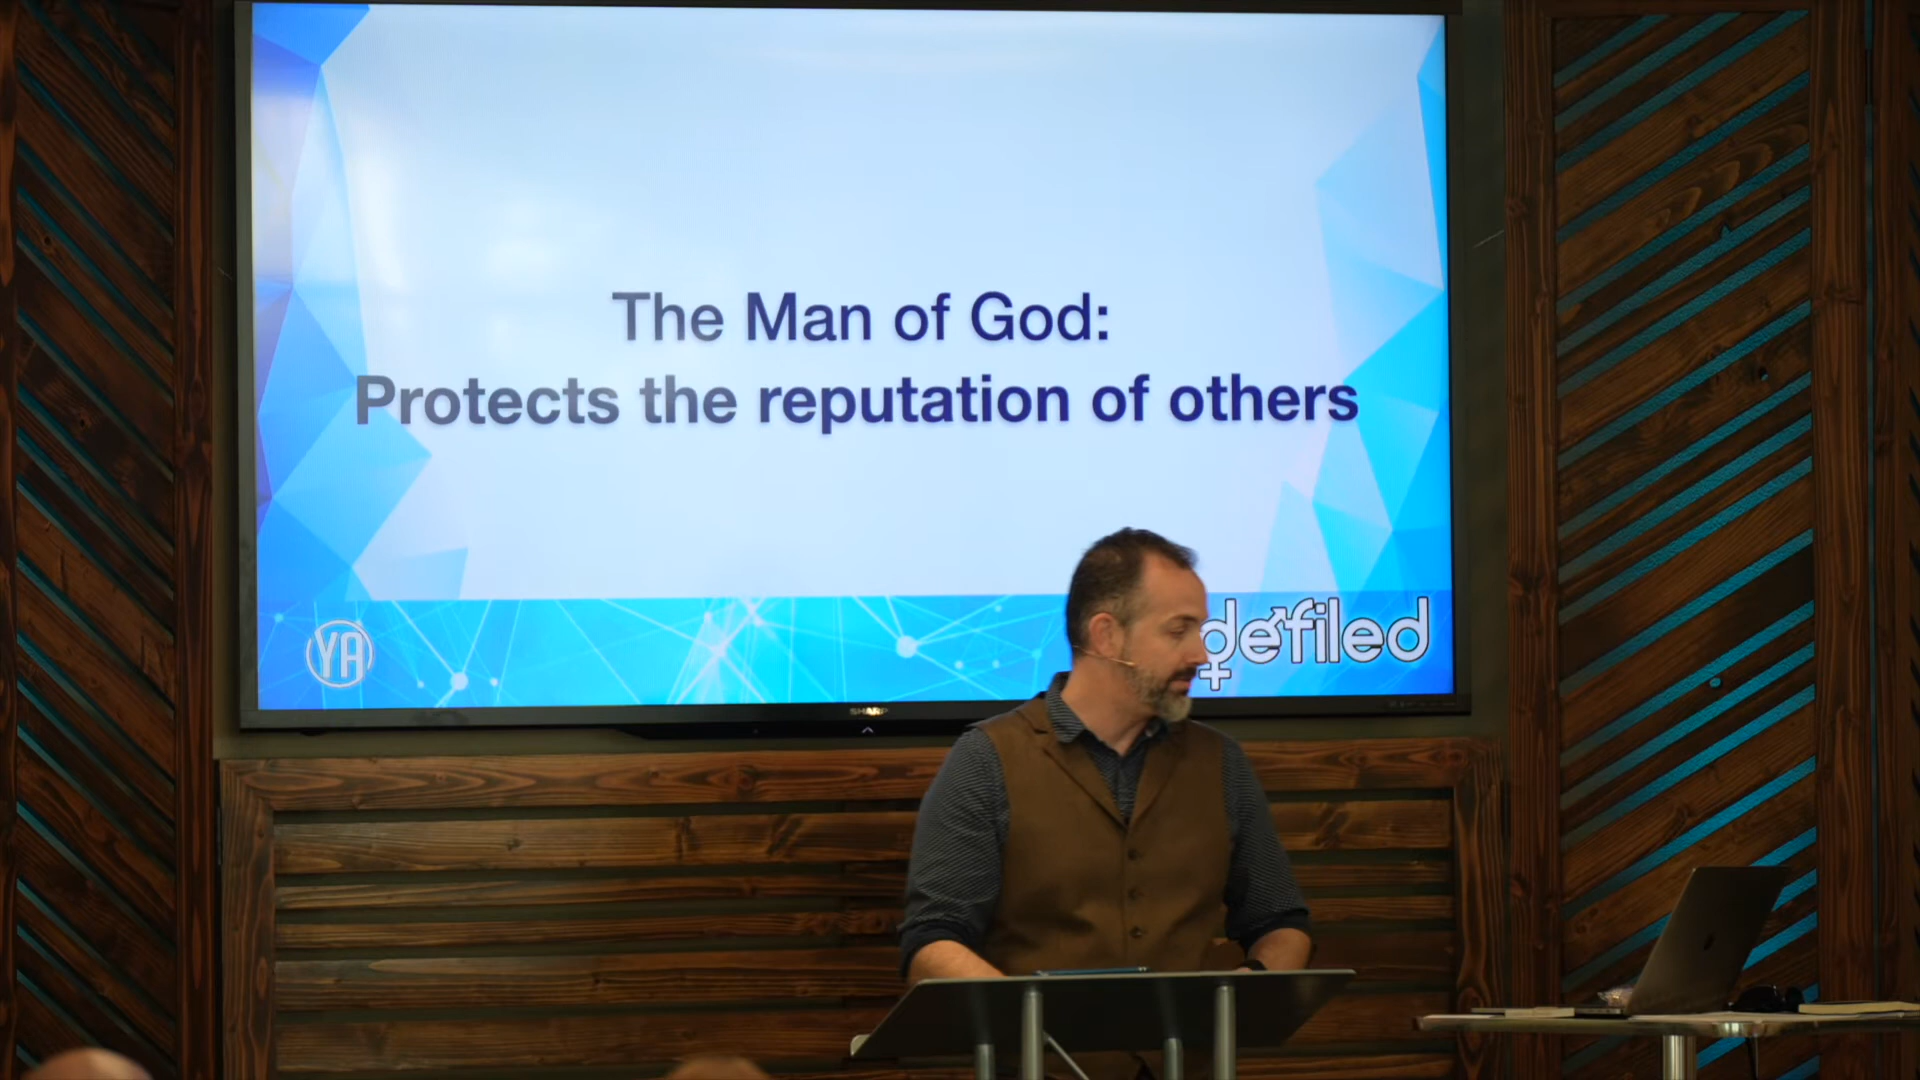 The Man of God:
Protects the reputation of others
YA
defiled
SHARP